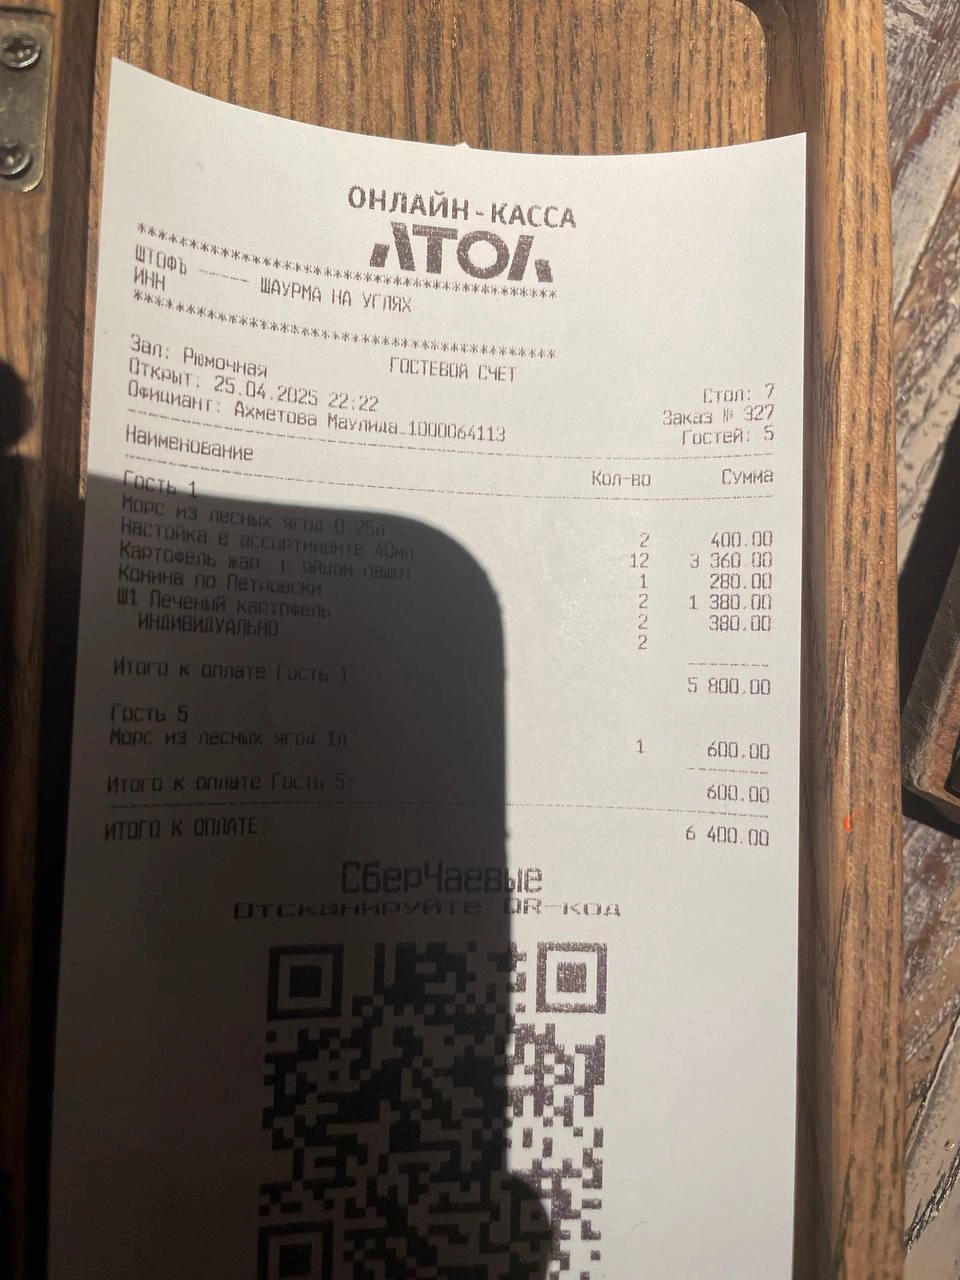 ОНЛАЙН-КАССА
АТОЛ
****************************************
ШТОФЪ ------ ШАУРМА НА УГЛЯХ
ИНН
****************************************
ГОСТЕВОЙ СЧЕТ
Зал: Рюмочная Стол: 7
Открыт: 25.04.2025 22:22 Заказ № 327
Официант: Ахметова Маулида_1000064113 Гостей: 5
Наименование Кол-во Сумма
Гость 1
Морс из лесных ягод 0.25л 2 400.00
Настойка в ассортименте 40мл 12 3 360.00
Картофель жар. с яйцом пашот 1 280.00
Конина по Петровски 2 1 380.00
Ш1 Печеный картофель 2 380.00
ИНДИВИДУАЛЬНО 2
Итого к оплате Гость 1 5 800.00
Гость 5
Морс из лесных ягод 1л 1 600.00
Итого к оплате Гость 5: 600.00
ИТОГО К ОПЛАТЕ: 6 400.00
СберЧаевые
Отсканируйте QR-код